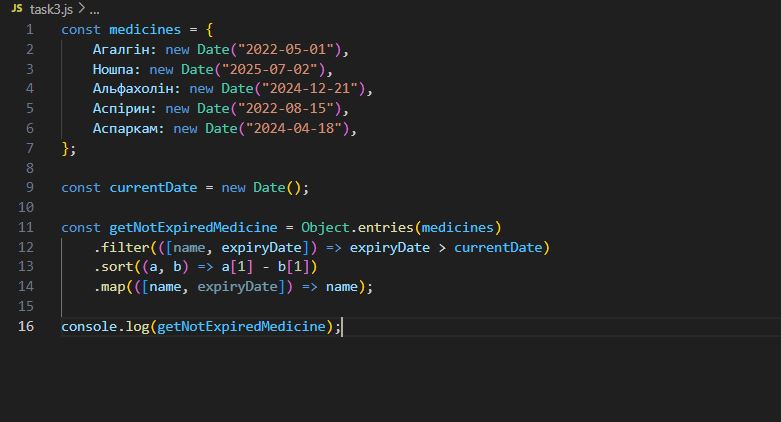 JS task3.js > ...
1 const medicines = {
2 Агалгін: new Date("2022-05-01"),
3 Ношпа: new Date("2025-07-02"),
4 Альфахолін: new Date("2024-12-21"),
5 Аспірин: new Date("2022-08-15"),
6 Аспаркам: new Date("2024-04-18"),
7 };
8
9 const currentDate = new Date();
10
11 const getNotExpiredMedicine = Object.entries(medicines)
12 .filter(([name, expiryDate]) => expiryDate > currentDate)
13 .sort((a, b) => a[1] - b[1])
14 .map(([name, expiryDate]) => name);
15
16 console.log(getNotExpiredMedicine);